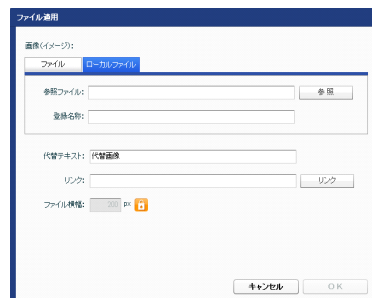 ファイル適用
画像(イメージ):
ファイル ローカルファイル
参照ファイル: 参照
登録名称:
代替テキスト: 代替画像
リンク: リンク
ファイル横幅: 300 px
キャンセル OK